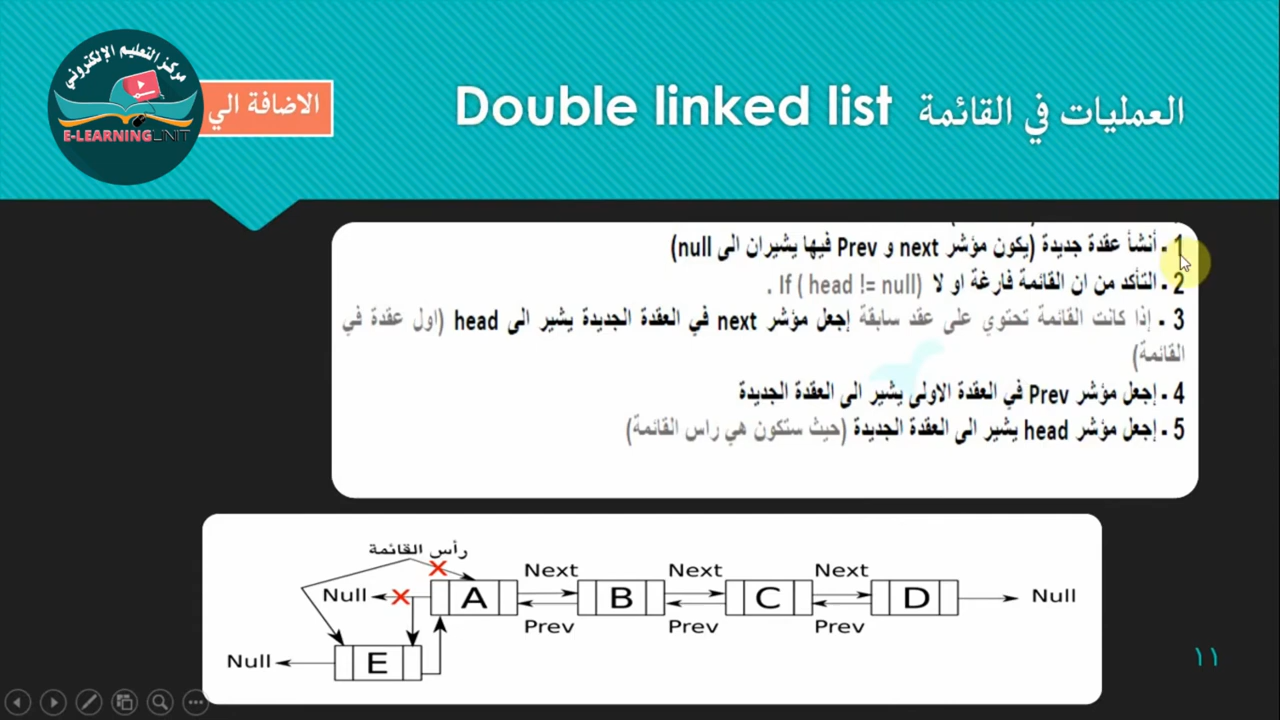 مركز التعليم الإلكتروني
E-LEARNING UNIT
الاضافة الي
العمليات في القائمة Double linked list
1 - أنشأ عقدة جديدة (يكون مؤشر next و Prev فيها يشيران الى null)
2 - التأكد من ان القائمة فارغة او لا If ( head != null) .
3 - إذا كانت القائمة تحتوي على عقد سابقة إجعل مؤشر next في العقدة الجديدة يشير الى head (اول عقدة في
القائمة)
4 - إجعل مؤشر Prev في العقدة الاولى يشير الى العقدة الجديدة
5 - إجعل مؤشر head يشير الى العقدة الجديدة (حيث ستكون هي راس القائمة)
رأس القائمة
Next Next Next
Null A B C D Null
Prev Prev Prev
Null E
١١